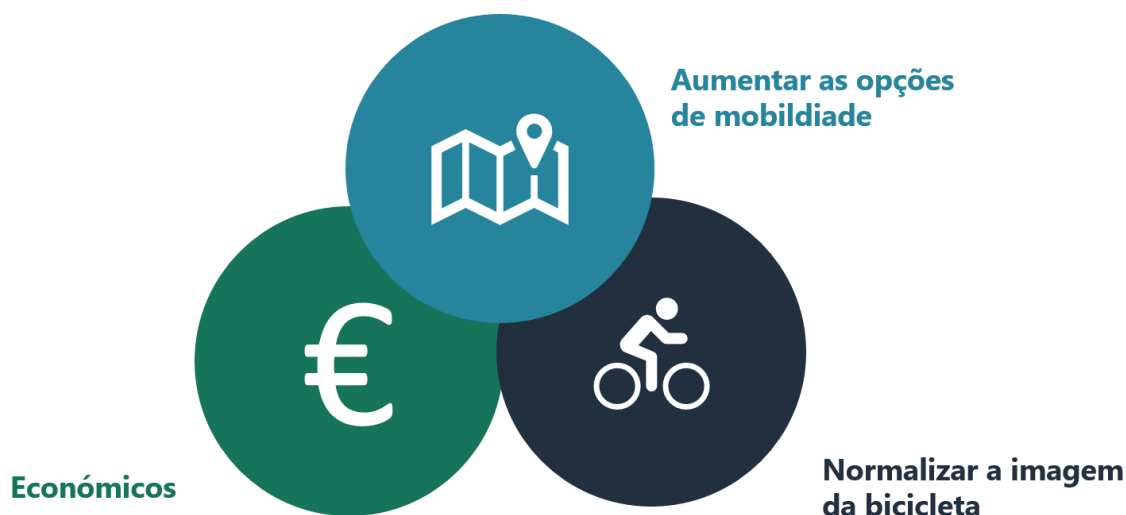 Aumentar as opções
de mobildiade
€
Económicos
Normalizar a imagem
da bicicleta